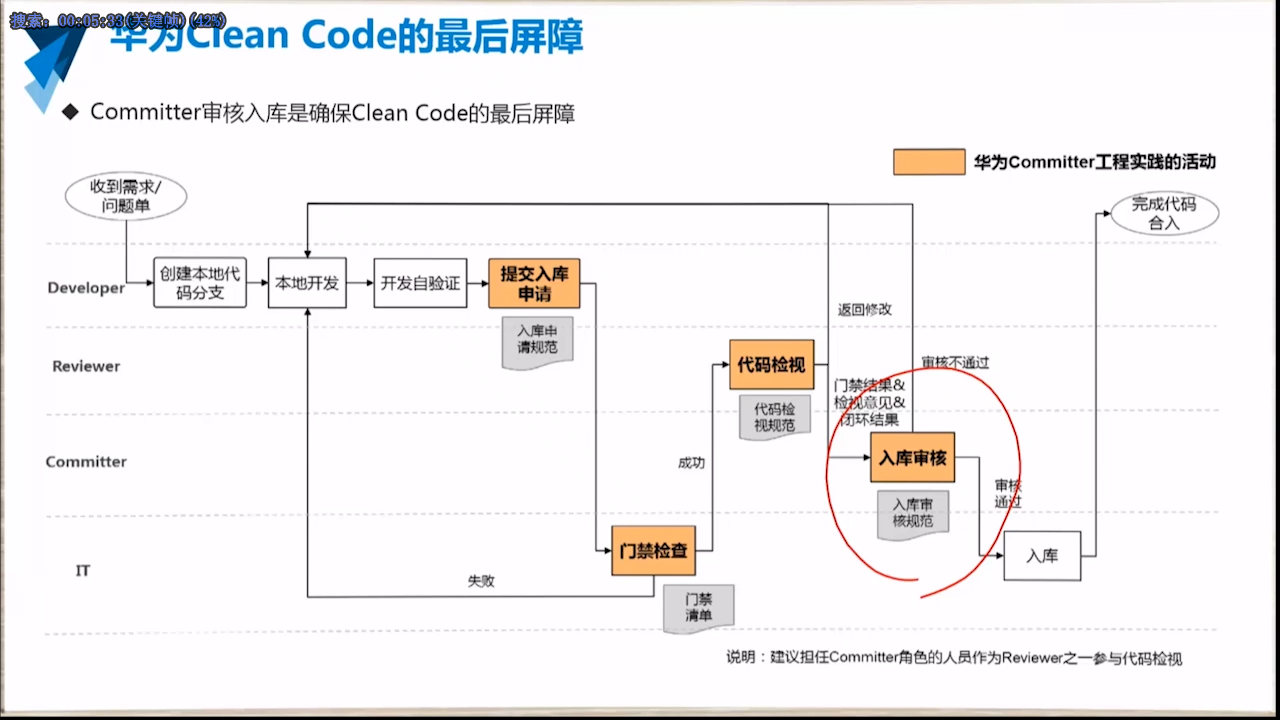 搜索: 00:05:33(关键帧)(42%)
华为Clean Code的最后屏障
◆ Committer审核入库是确保Clean Code的最后屏障
华为Committer工程实践的活动
收到需求/
问题单
完成代码
合入
Developer
创建本地代
码分支
本地开发
开发自验证
提交入库
申请
入库申
请规范
返回修改
Reviewer
代码检视
代码检
视规范
审核不通过
门禁结果&
检视意见&
闭环结果
Committer
成功
入库审核
入库审
核规范
审核
通过
IT
门禁检查
入库
失败
门禁
清单
说明：建议担任Committer角色的人员作为Reviewer之一参与代码检视